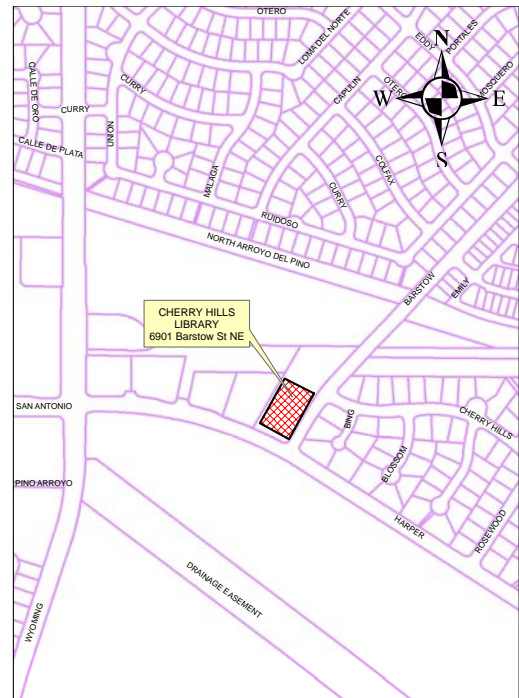 OTERO
LOMA DEL NORTE
EDDY
PORTALES
N
CALLE DE ORO
CURRY
CAPULIN
OTERO
MOSQUERO
W
E
CURRY
UNION
S
CALLE DE PLATA
MALAGA
COLFAX
CURRY
RUIDOSO
NORTH ARROYO DEL PINO
BARSTOW
EMILY
CHERRY HILLS
LIBRARY
6901 Barstow St NE
SAN ANTONIO
BING
CHERRY HILLS
BLOSSOM
PINO ARROYO
HARPER
ROSEWOOD
DRAINAGE EASEMENT
WYOMING